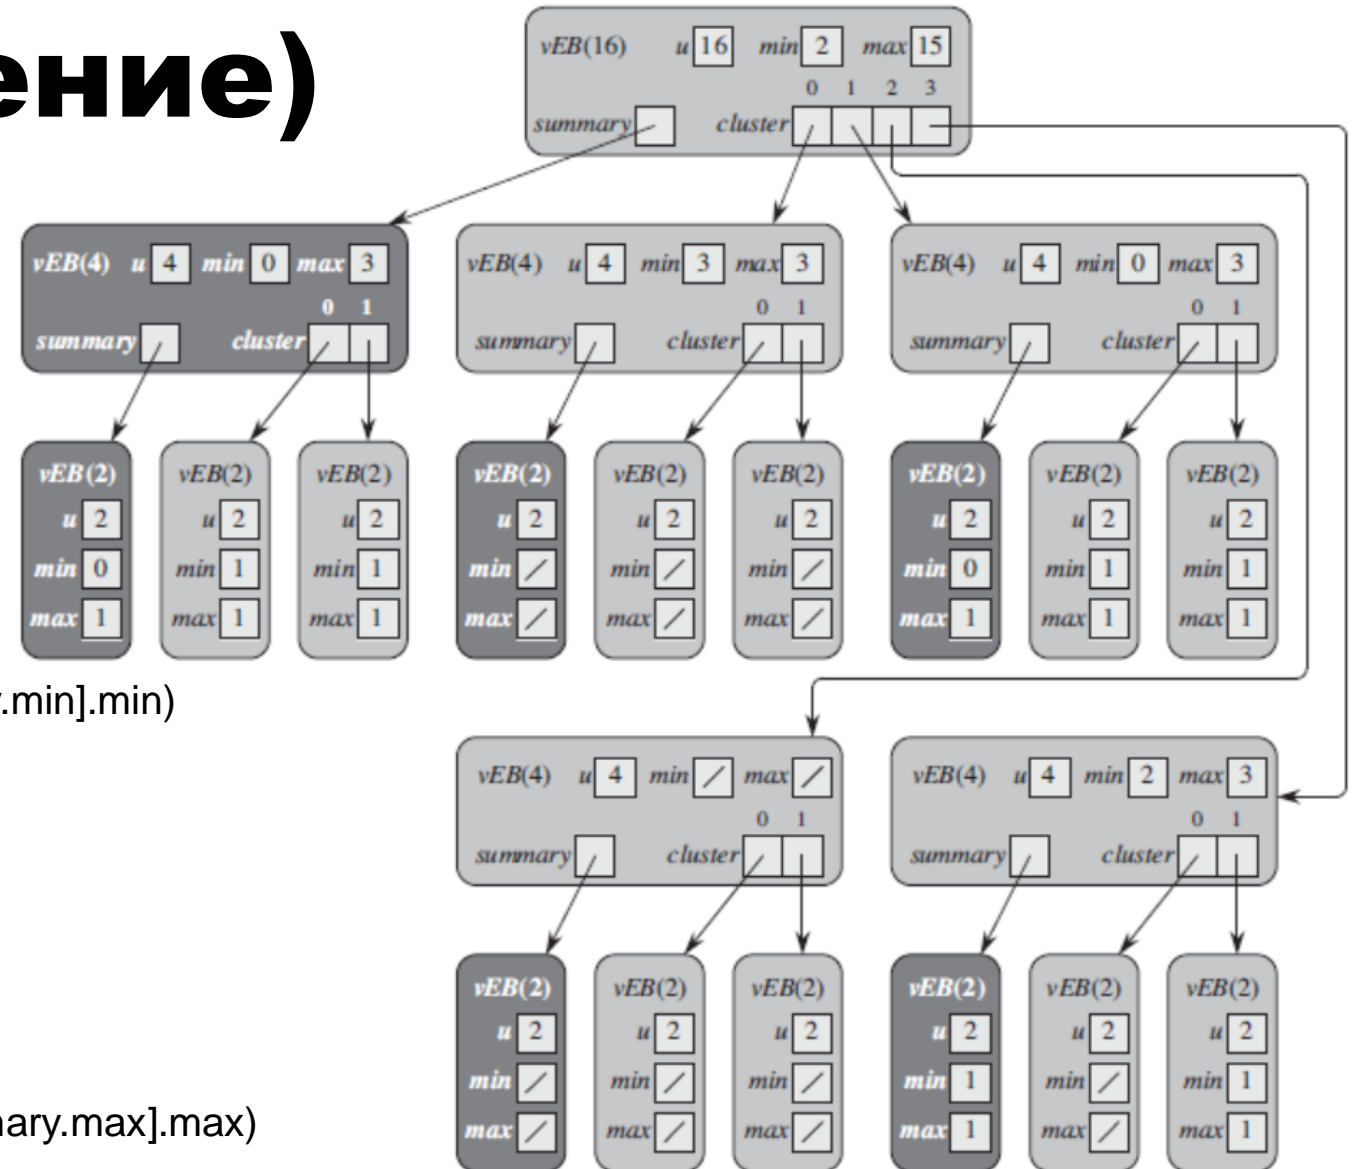 ение)
vEB(16) u 16 min 2 max 15
0 1 2 3
summary cluster
vEB(4) u 4 min 0 max 3
0 1
summary cluster
vEB(4) u 4 min 3 max 3
0 1
summary cluster
vEB(4) u 4 min 0 max 3
0 1
summary cluster
vEB(2)
u 2
min 0
max 1
vEB(2)
u 2
min 1
max 1
vEB(2)
u 2
min 1
max 1
vEB(2)
u 2
min /
max /
vEB(2)
u 2
min /
max /
vEB(2)
u 2
min /
max /
vEB(2)
u 2
min 0
max 1
vEB(2)
u 2
min 1
max 1
vEB(2)
u 2
min 1
max 1
.min].min)
vEB(4) u 4 min / max /
0 1
summary cluster
vEB(4) u 4 min 2 max 3
0 1
summary cluster
vEB(2)
u 2
min /
max /
vEB(2)
u 2
min /
max /
vEB(2)
u 2
min /
max /
vEB(2)
u 2
min 1
max 1
vEB(2)
u 2
min /
max /
vEB(2)
u 2
min 1
max 1
ary.max].max)